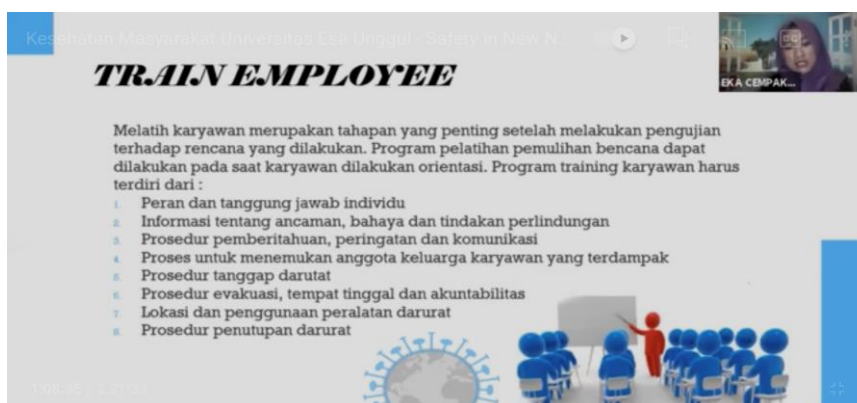 Kesehatan Masyarakat Universitas Esa Unggul - Safety in New N...
TRAIN EMPLOYEE
EKA CEMPAK...
Melatih karyawan merupakan tahapan yang penting setelah melakukan pengujian
terhadap rencana yang dilakukan. Program pelatihan pemulihan bencana dapat
dilakukan pada saat karyawan dilakukan orientasi. Program training karyawan harus
terdiri dari :
1. Peran dan tanggung jawab individu
2. Informasi tentang ancaman, bahaya dan tindakan perlindungan
3. Prosedur pemberitahuan, peringatan dan komunikasi
4. Proses untuk menemukan anggota keluarga karyawan yang terdampak
5. Prosedur tanggap darutat
6. Prosedur evakuasi, tempat tinggal dan akuntabilitas
7. Lokasi dan penggunaan peralatan darurat
8. Prosedur penutupan darurat